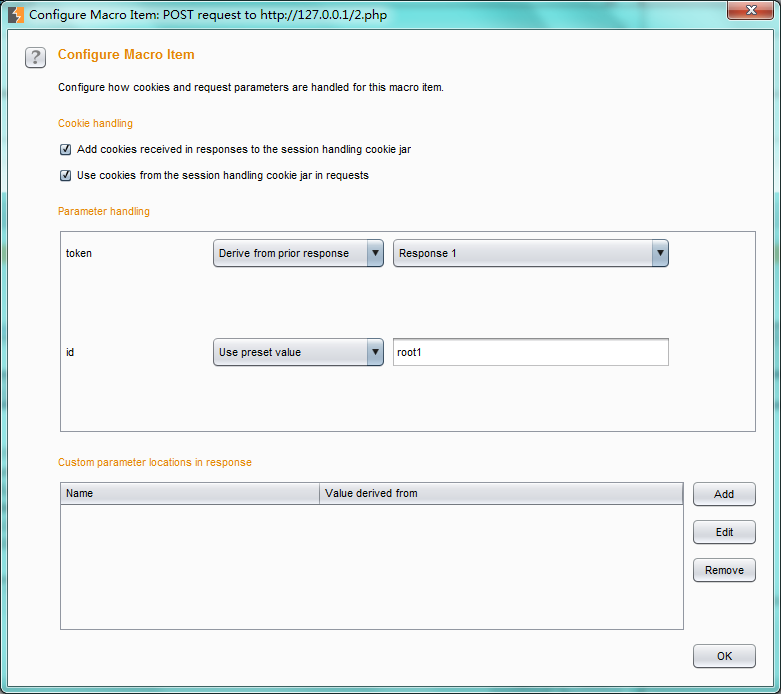 Configure Macro Item: POST request to http://127.0.0.1/2.php
?
Configure Macro Item
Configure how cookies and request parameters are handled for this macro item.
Cookie handling
Add cookies received in responses to the session handling cookie jar
Use cookies from the session handling cookie jar in requests
Parameter handling
token Derive from prior response Response 1
id Use preset value root1
Custom parameter locations in response
Name Value derived from
Add
Edit
Remove
OK